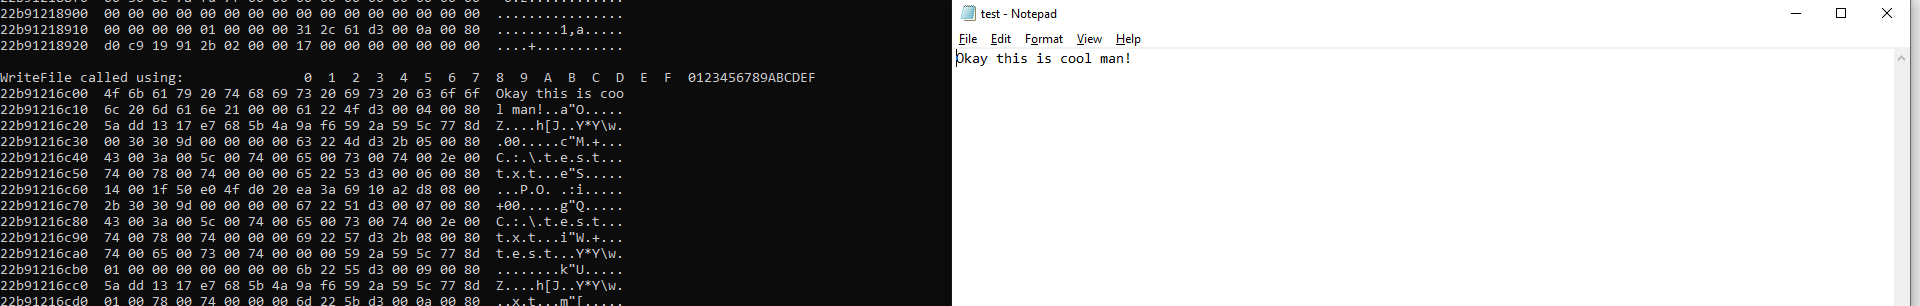 22b91218900  00 00 00 00 00 00 00 00 00 00 00 00 00 00 00 00  ................
22b91218910  00 00 00 00 01 00 00 00 31 2c 61 d3 00 0a 00 80  ........1,a.....
22b91218920  d0 c9 19 91 2b 02 00 00 17 00 00 00 00 00 00 00  ....+...........
WriteFile called using:               0  1  2  3  4  5  6  7  8  9  A  B  C  D  E  F  0123456789ABCDEF
22b91216c00  4f 6b 61 79 20 74 68 69 73 20 69 73 20 63 6f 6f  Okay this is coo
22b91216c10  6c 20 6d 61 6e 21 00 00 61 22 4f d3 00 04 00 80  l man!..a"O.....
22b91216c20  5a dd 13 17 e7 68 5b 4a 9a f6 59 2a 59 5c 77 8d  Z....h[J..Y*Y\w.
22b91216c30  00 30 30 9d 00 00 00 00 63 22 4d d3 2b 05 00 80  .00.....c"M.+...
22b91216c40  43 00 3a 00 5c 00 74 00 65 00 73 00 74 00 2e 00  C.:.\.t.e.s.t...
22b91216c50  74 00 78 00 74 00 00 00 65 22 53 d3 00 06 00 80  t.x.t...e"S.....
22b91216c60  14 00 1f 50 e0 4f d0 20 ea 3a 69 10 a2 d8 08 00  ...P.O. .:i.....
22b91216c70  2b 30 30 9d 00 00 00 00 67 22 51 d3 00 07 00 80  +00.....g"Q.....
22b91216c80  43 00 3a 00 5c 00 74 00 65 00 73 00 74 00 2e 00  C.:.\.t.e.s.t...
22b91216c90  74 00 78 00 74 00 00 00 69 22 57 d3 2b 08 00 80  t.x.t...i"W.+...
22b91216ca0  74 00 65 00 73 00 74 00 00 00 59 2a 59 5c 77 8d  t.e.s.t...Y*Y\w.
22b91216cb0  01 00 00 00 00 00 00 00 6b 22 55 d3 00 09 00 80  ........k"U.....
22b91216cc0  5a dd 13 17 e7 68 5b 4a 9a f6 59 2a 59 5c 77 8d  Z....h[J..Y*Y\w.
22b91216cd0  01 00 78 00 74 00 00 00 6d 22 5b d3 00 0a 00 80  ..x.t...m"[.....
test - Notepad
File Edit Format View Help
Okay this is cool man!